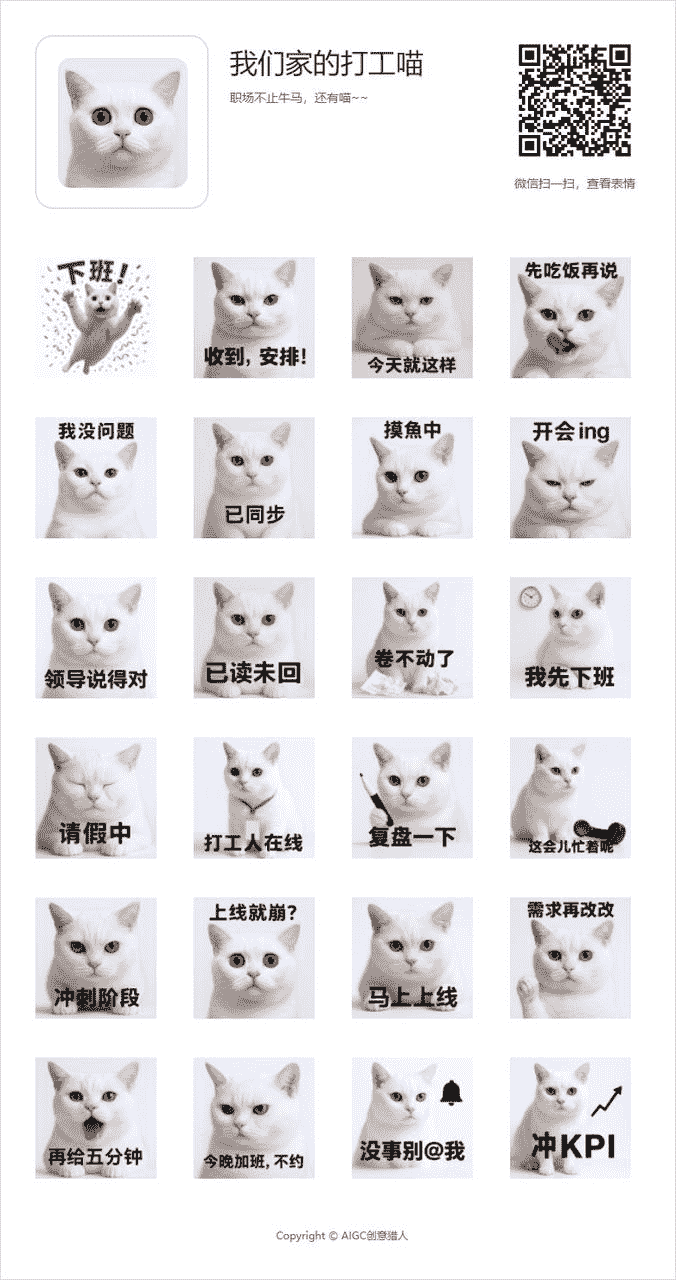 我们家的打工喵
职场不止牛马，还有喵~~
微信扫一扫，查看表情
下班！
收到，安排！
今天就这样
先吃饭再说
我没问题
已同步
摸魚中
开会 ing
领导说得对
已读未回
卷不动了
我先下班
请假中
打工人在线
复盘一下
这会儿忙着呢
冲刺阶段
上线就崩？
马上上线
需求再改改
再给五分钟
今晚加班，不约
没事别@我
冲KPI
Copyright © AIGC创意猎人